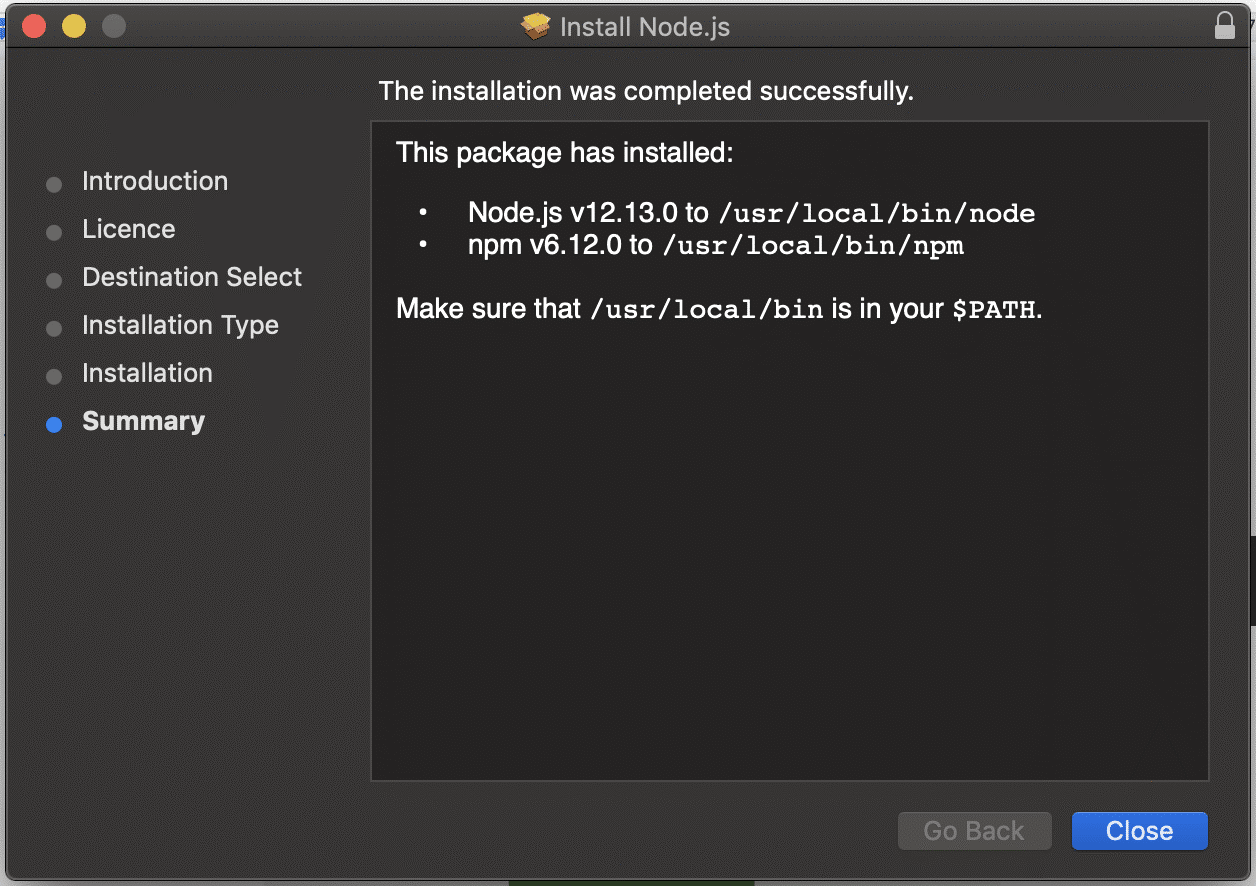 Install Node.js
The installation was completed successfully.
Introduction
Licence
Destination Select
Installation Type
Installation
Summary
This package has installed:
• Node.js v12.13.0 to /usr/local/bin/node
• npm v6.12.0 to /usr/local/bin/npm
Make sure that /usr/local/bin is in your $PATH.
Go Back
Close